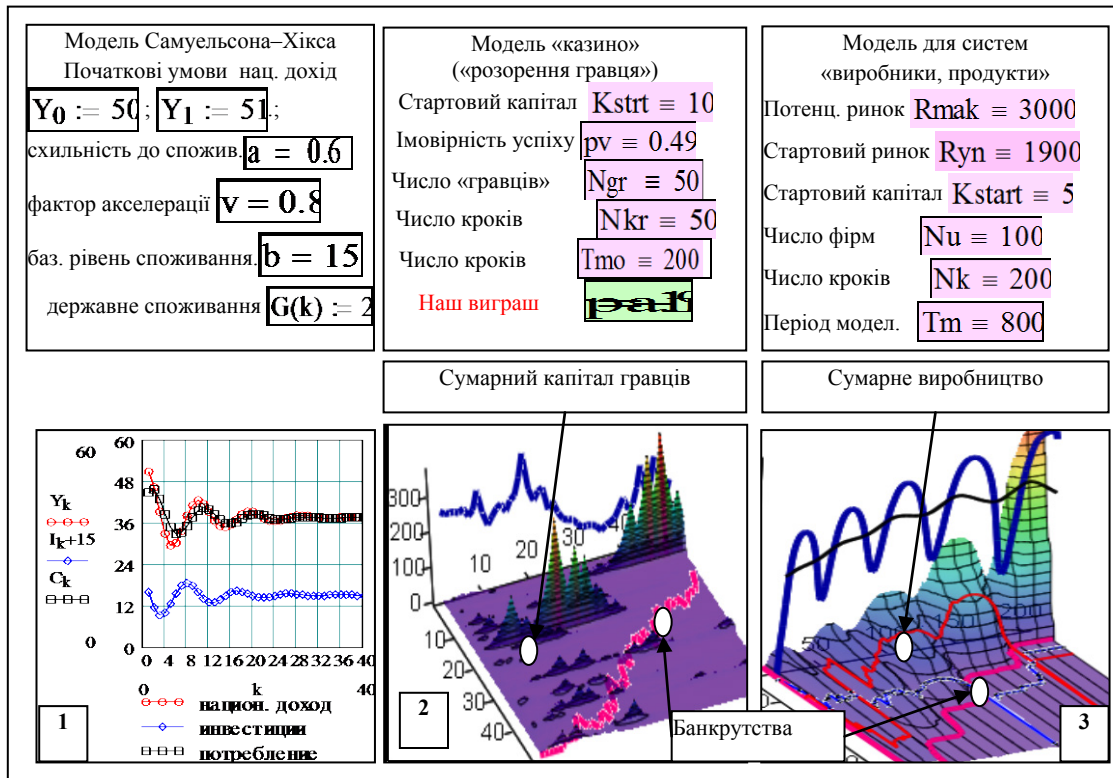 Модель Самуельсона–Хікса
Початкові умови нац. дохід
Y0 := 50 ; Y1 := 51.;
схильність до спожив. a = 0.6
фактор акселерації v = 0.8
баз. рівень споживання. b = 15
державне споживання G(k) := 2
Модель «казино»
(«розорення гравця»)
Стартовий капітал Kstrt ≡ 10
Імовірність успіху pv ≡ 0.49
Число «гравців» Ngr ≡ 50
Число кроків Nkr ≡ 50
Число кроків Tmo ≡ 200
Наш виграш
Модель для систем
«виробники, продукти»
Потенц. ринок Rmak ≡ 3000
Стартовий ринок Ryn ≡ 1900
Стартовий капітал Kstart ≡ 5
Число фірм Nu ≡ 100
Число кроків Nk ≡ 200
Період модел. Tm ≡ 800
Сумарний капітал гравців
Сумарне виробництво
60
Yk
Ik+15
Ck
0
60
48
36
24
12
0
0 4 8 12 16 20 24 28 32 36 40
0 k 40
национ. доход
инвестиции
потребление
1
300
200
100
0
10
20
30
40
10
20
30
40
2
Банкрутства
50
3